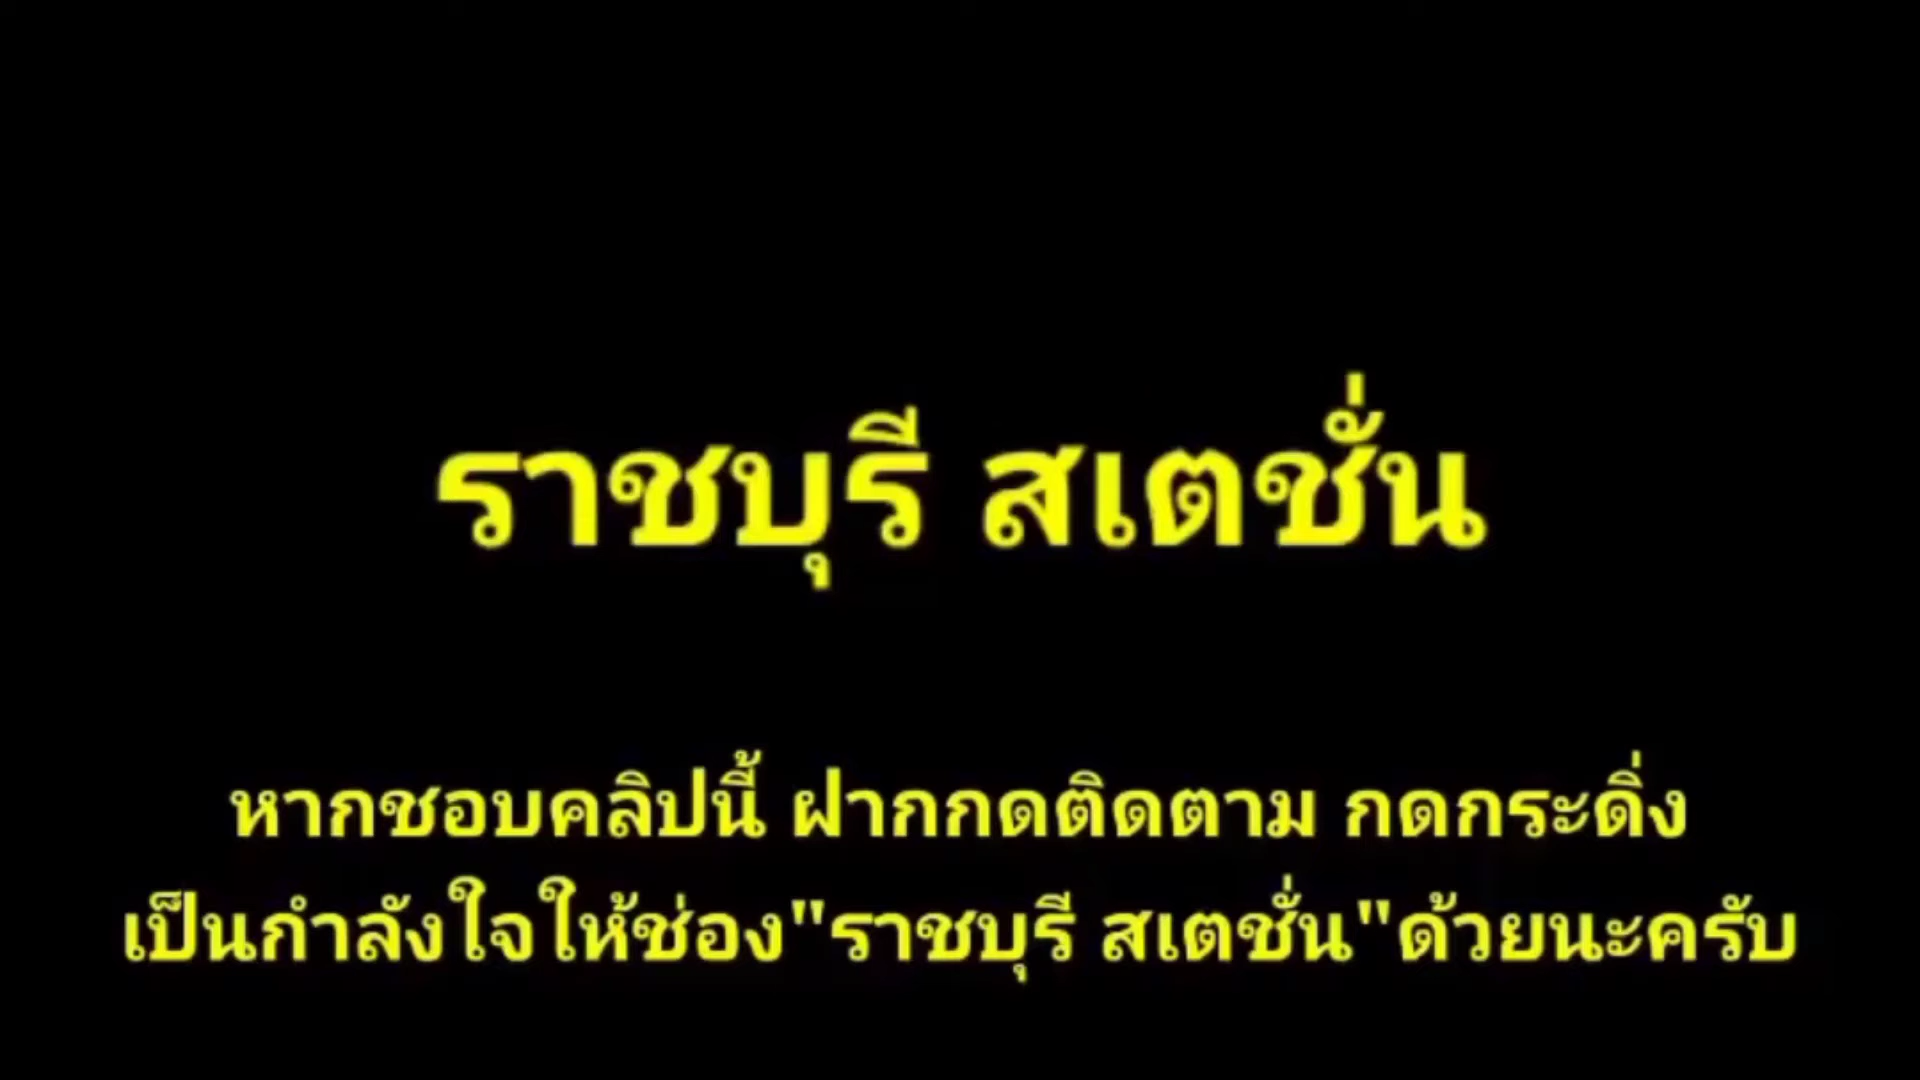 ราชบุรี สเตชั่น
หากชอบคลิปนี้ ฝากกดติดตาม กดกระดิ่ง
เป็นกำลังใจให้ช่อง"ราชบุรี สเตชั่น"ด้วยนะครับ